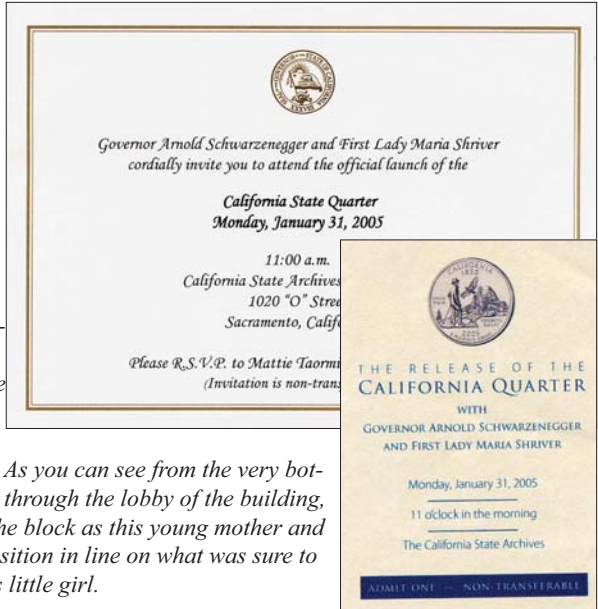 Governor Arnold Schwarzenegger and First Lady Maria Shriver
cordially invite you to attend the official launch of the
California State Quarter
Monday, January 31, 2005
11:00 a.m.
California State Archives
1020 "O"
Sacramento,
Please R.S.V.P. to Mattie
(Invitation is
CALIFORNIA
1850
2005
THE RELEASE OF THE
CALIFORNIA QUARTER
WITH
GOVERNOR ARNOLD SCHWARZENEGGER
AND FIRST LADY MARIA SHRIVER
Monday, January 31, 2005
11 o'clock in the morning
The California State Archives
ADMIT ONE -- NON-TRANSFERABLE
As you can see from the very bot-
through the lobby of the building,
he block as this young mother and
sition in line on what was sure to
s little girl.